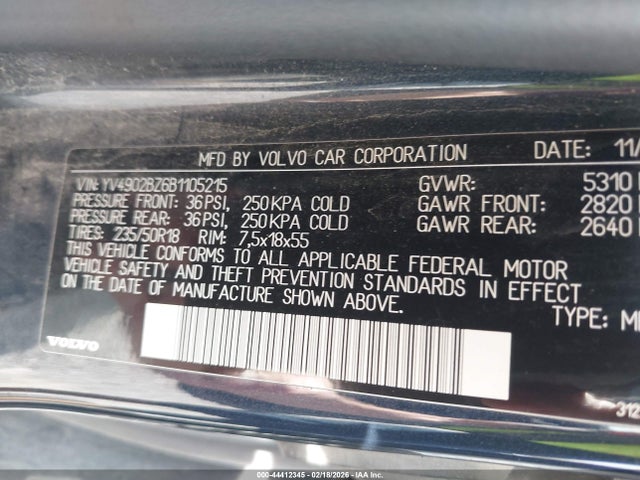 MFD BY VOLVO CAR CORPORATION DATE: 11/
VIN: YV4902BZ6B1105215 GVWR: 5310
PRESSURE FRONT: 36PSI, 250KPA COLD GAWR FRONT: 2820
PRESSURE REAR: 36PSI, 250KPA COLD GAWR REAR: 2640
TIRES: 235/50R18 RIM: 7,5x18x55
THIS VEHICLE CONFORMS TO ALL APPLICABLE FEDERAL MOTOR
VEHICLE SAFETY AND THEFT PREVENTION STANDARDS IN EFFECT
ON THE DATE OF MANUFACTURE SHOWN ABOVE.
TYPE:
VOLVO
312
000-44412345 - 02/18/2026 - IAA Inc.